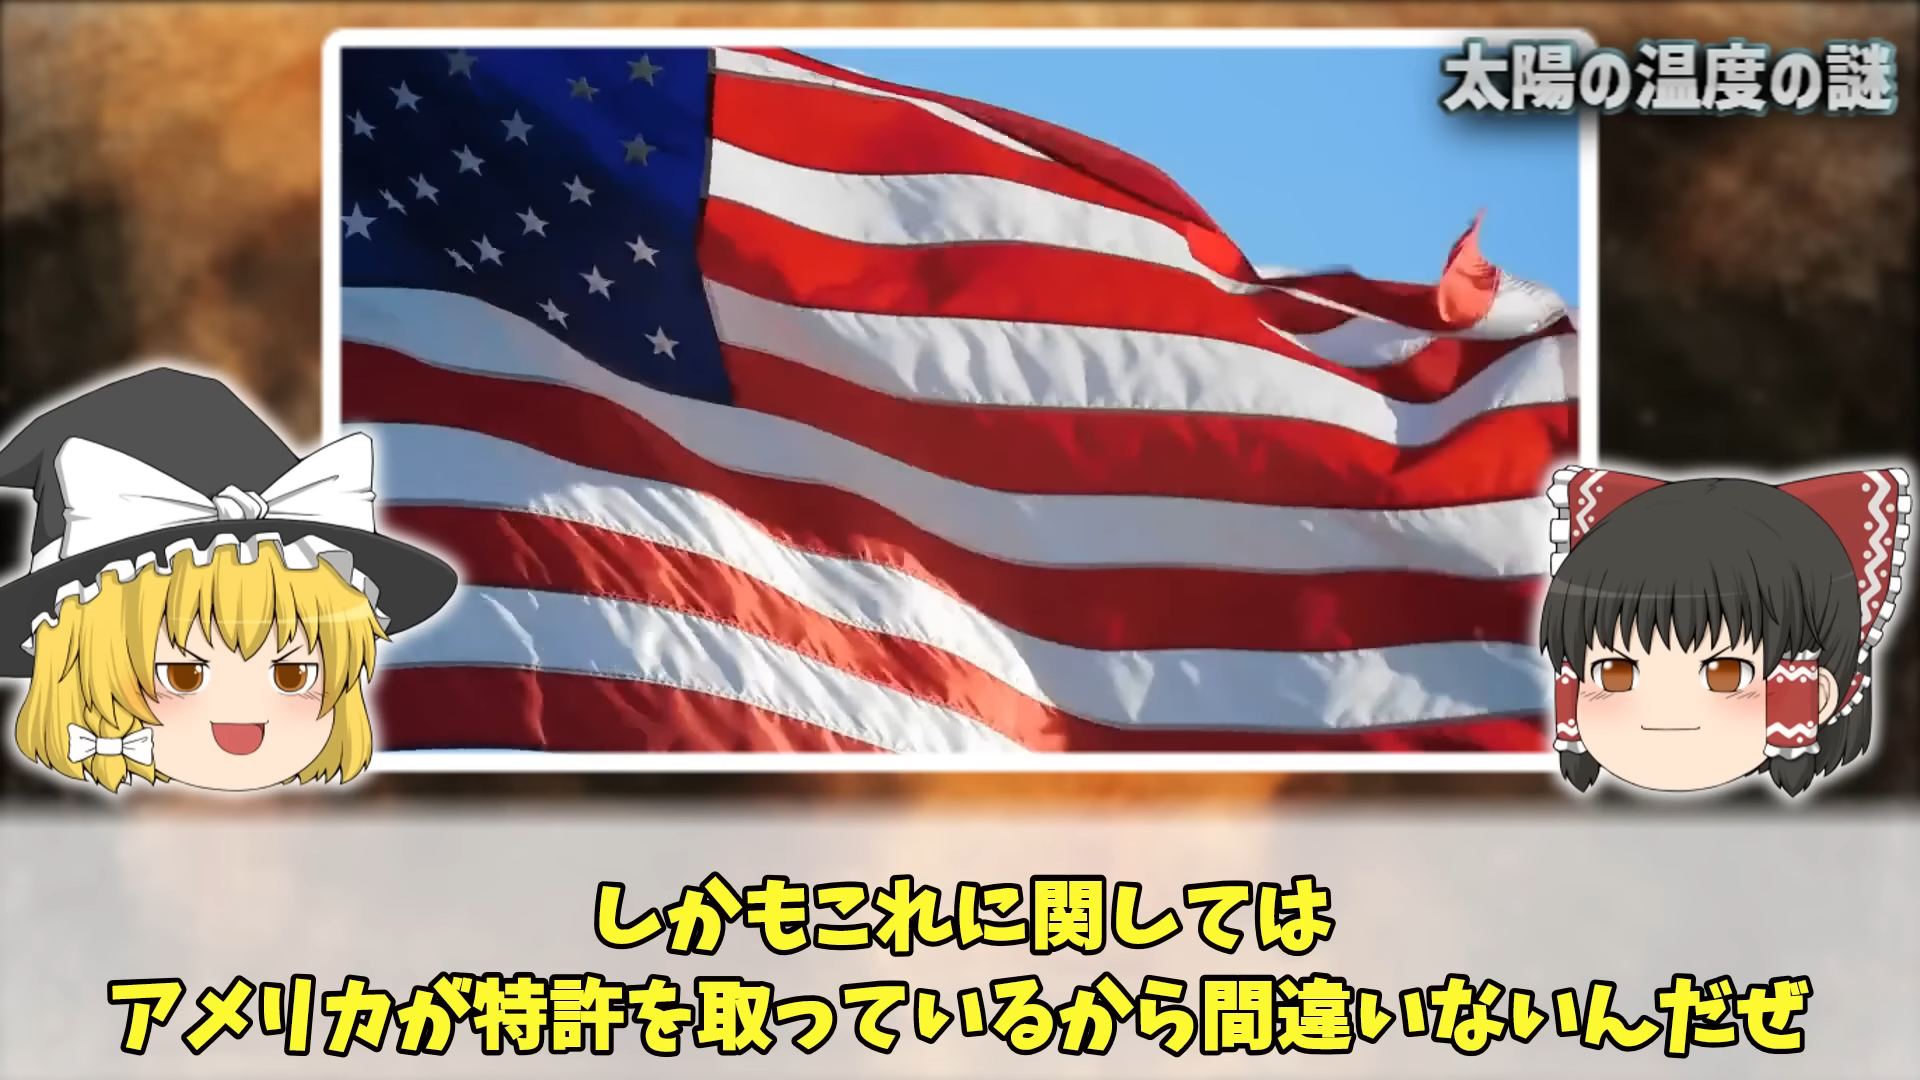 太陽の温度の謎
しかもこれに関しては
アメリカが特許を取っているから間違いないんだぜ